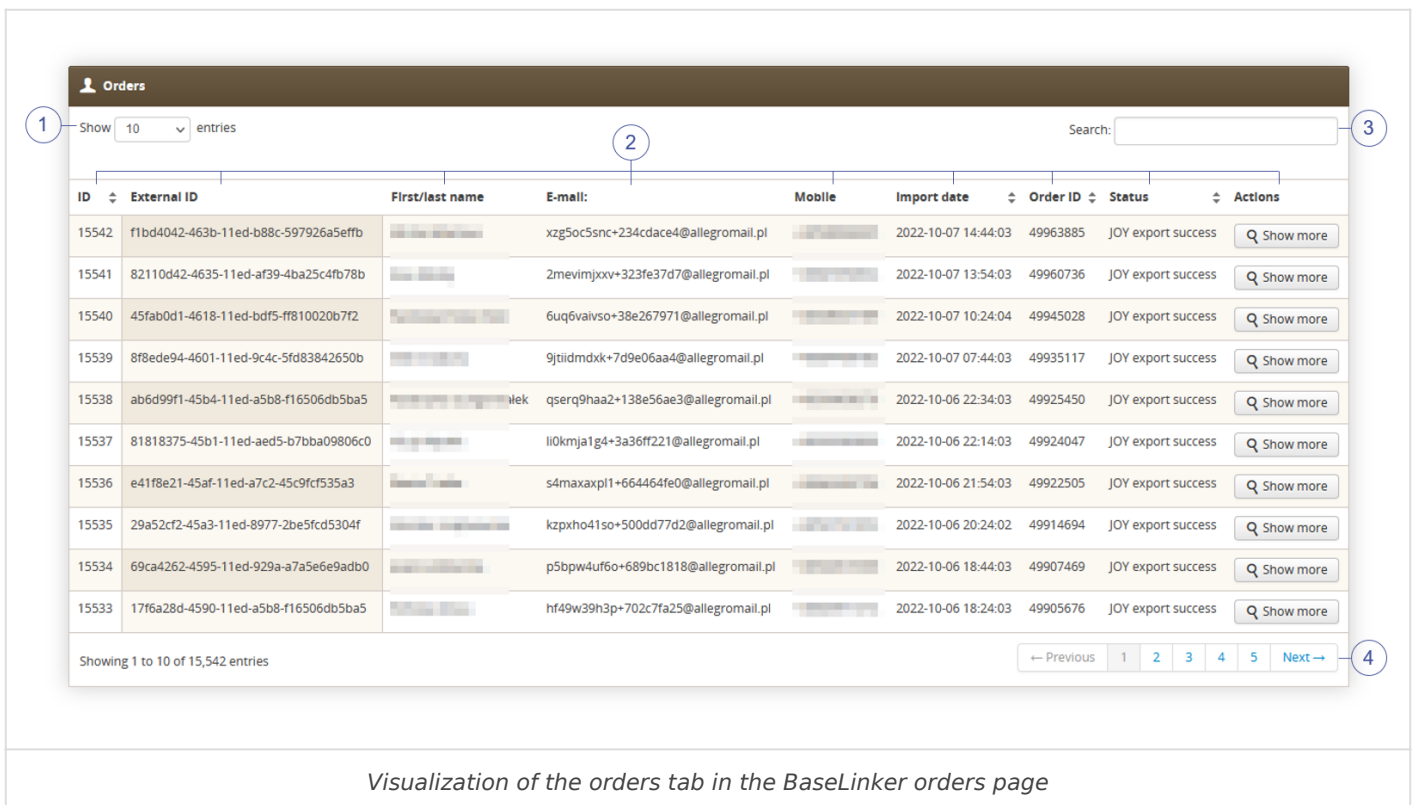 Orders
1 Show 10 entries Search: 3
2
ID External ID First/last name E-mail: Mobile Import date Order ID Status Actions
15542 f1bd4042-463b-11ed-b88c-597926a5effb xzg5oc5snc+234cdace4@allegromail.pl 2022-10-07 14:44:03 49963885 JOY export success Show more
15541 82110d42-4635-11ed-af39-4ba25c4fb78b 2mevimjxxv+323fe37d7@allegromail.pl 2022-10-07 13:54:03 49960736 JOY export success Show more
15540 45fab0d1-4618-11ed-bdf5-ff810020b7f2 6uq6vaivso+38e267971@allegromail.pl 2022-10-07 10:24:04 49945028 JOY export success Show more
15539 8f8ede94-4601-11ed-9c4c-5fd83842650b 9jtiidmdxk+7d9e06aa4@allegromail.pl 2022-10-07 07:44:03 49935117 JOY export success Show more
15538 ab6d99f1-45b4-11ed-a5b8-f16506db5ba5 qserq9haa2+138e56ae3@allegromail.pl 2022-10-06 22:34:03 49925450 JOY export success Show more
15537 81818375-45b1-11ed-aed5-b7bba09806c0 li0kmja1g4+3a36ff221@allegromail.pl 2022-10-06 22:14:03 49924047 JOY export success Show more
15536 e41f8e21-45af-11ed-a7c2-45c9fcf535a3 s4maxaxpl1+664464fe0@allegromail.pl 2022-10-06 21:54:03 49922505 JOY export success Show more
15535 29a52cf2-45a3-11ed-8977-2be5fcd5304f kzpxho41so+500dd77d2@allegromail.pl 2022-10-06 20:24:02 49914694 JOY export success Show more
15534 69ca4262-4595-11ed-929a-a7a5e6e9adb0 p5bpw4uf6o+689bc1818@allegromail.pl 2022-10-06 18:44:03 49907469 JOY export success Show more
15533 17f6a28d-4590-11ed-a5b8-f16506db5ba5 hf49w39h3p+702c7fa25@allegromail.pl 2022-10-06 18:24:03 49905676 JOY export success Show more
Showing 1 to 10 of 15,542 entries ← Previous 1 2 3 4 5 Next → 4
Visualization of the orders tab in the BaseLinker orders page